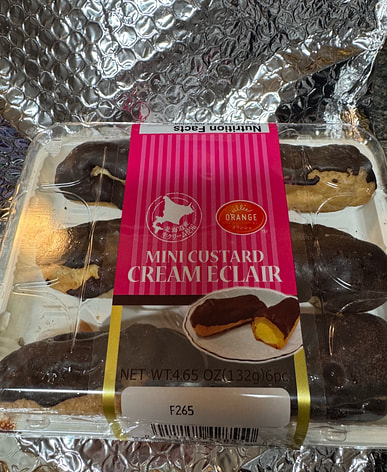 Nutrition Facts
ORANGE
MINI CUSTARD
CREAM ECLAIR
NET WT.4.65 OZ(132g)6pc
F265